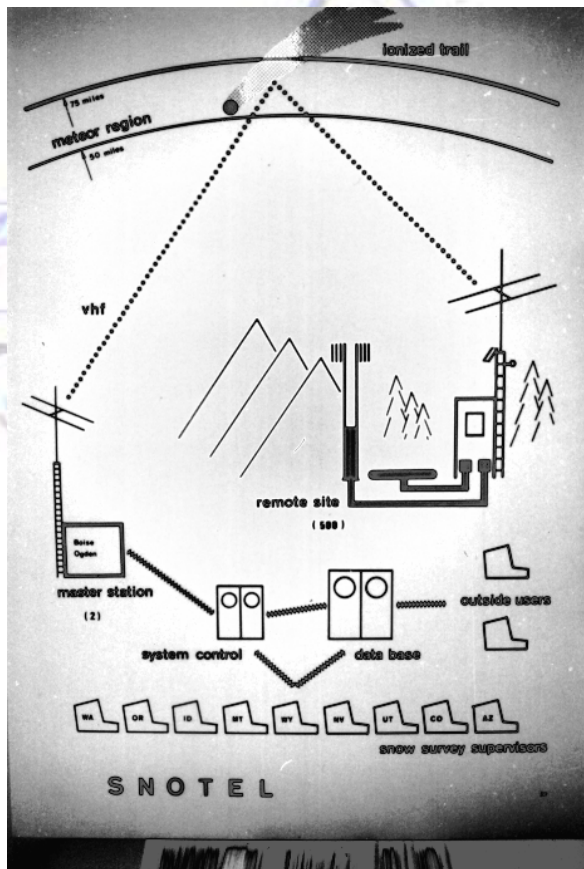 ionized trail
75 miles
meteor region
50 miles
vhf
remote site
(500)
Boise
Ogden
master station
(2)
outside users
system control
data base
WA OR ID MT WY NV UT CO AZ
snow survey supervisors
SNOTEL